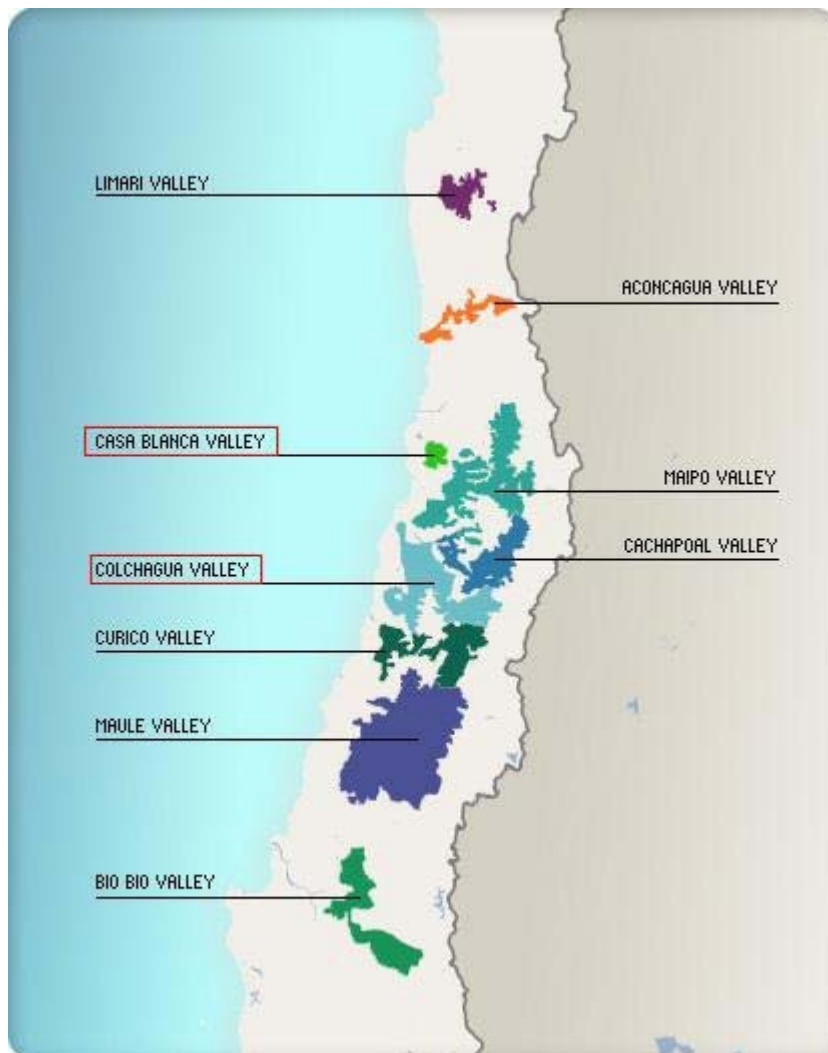 LIMARI VALLEY
ACONCAGUA VALLEY
CASA BLANCA VALLEY
MAIPO VALLEY
CACHAPOAL VALLEY
COLCHAGUA VALLEY
CURICO VALLEY
MAULE VALLEY
BIO BIO VALLEY